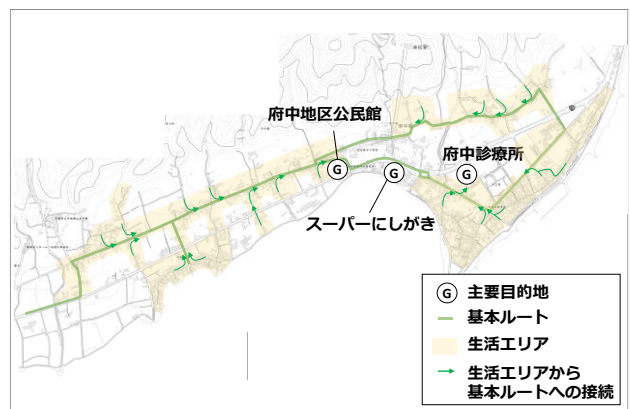 府中地区公民館
府中診療所
G
G
G
スーパーにしがき
G 主要目的地
基本ルート
生活エリア
生活エリアから
基本ルートへの接続